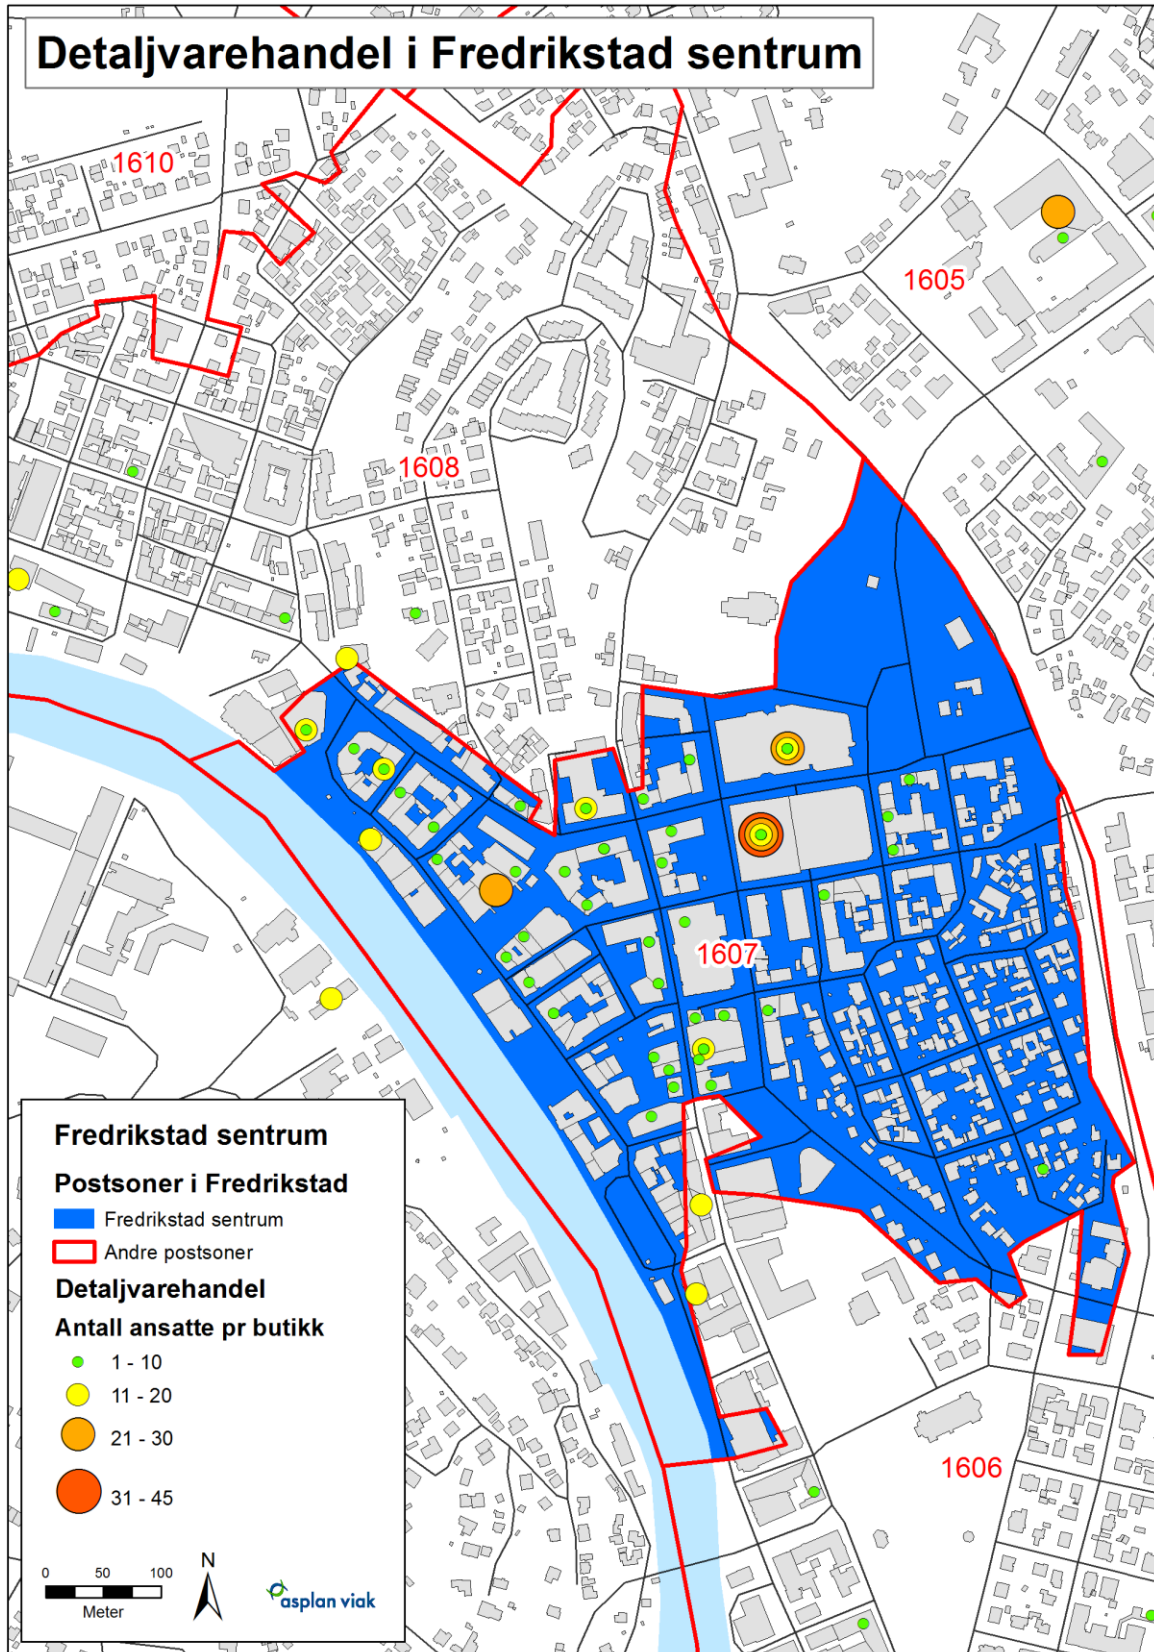 Detaljvarehandel i Fredrikstad sentrum
1610
1605
1608
1607
1606
Fredrikstad sentrum
Postsoner i Fredrikstad
Fredrikstad sentrum
Andre postsoner
Detaljvarehandel
Antall ansatte pr butikk
1 - 10
11 - 20
21 - 30
31 - 45
0 50 100
Meter
N
asplan viak